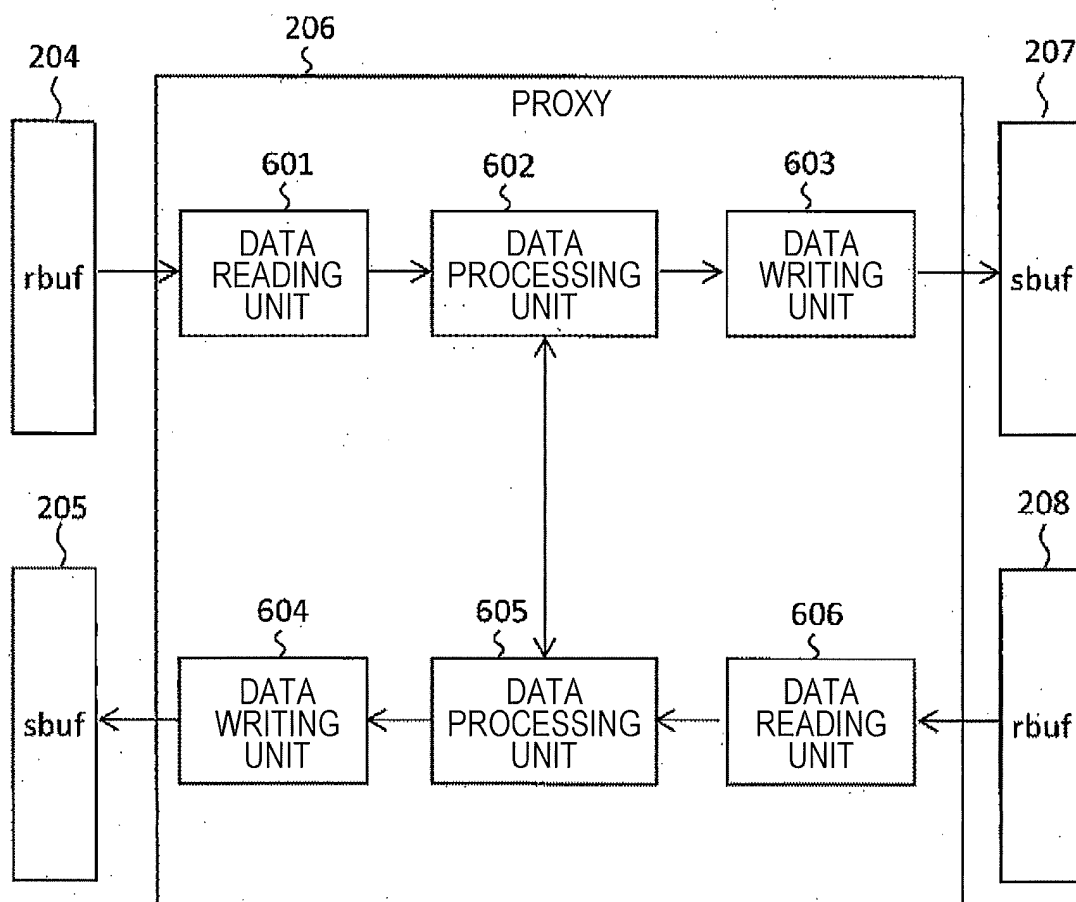 206
204
207
PROXY
601
602
603
DATA
READING
UNIT
DATA
PROCESSING
UNIT
DATA
WRITING
UNIT
rbuf
sbuf
205
208
604
605
606
DATA
WRITING
UNIT
DATA
PROCESSING
UNIT
DATA
READING
UNIT
sbuf
rbuf